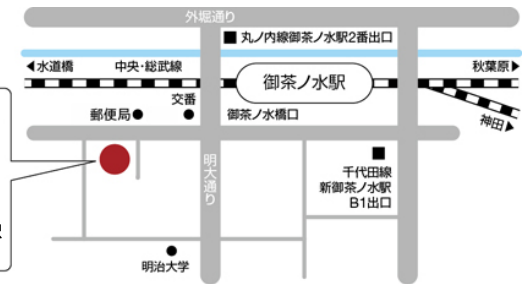 外堀通り
丸ノ内線御茶ノ水駅2番出口
水道橋
中央・総武線
御茶ノ水駅
秋葉原
交番
神田
郵便局
御茶ノ水橋口
明大通り
千代田線
新御茶ノ水駅
B1出口
明治大学